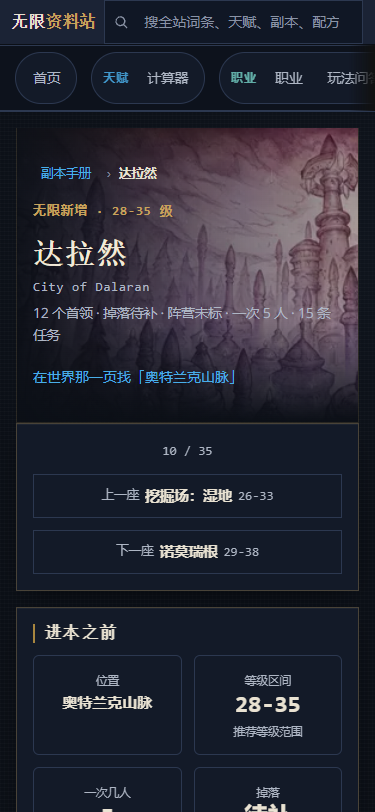 无限资料站 搜全站词条、天赋、副本、配方
首页 天赋 计算器 职业 职业 玩法问
副本手册 › 达拉然
无限新增 · 28-35 级
达拉然
City of Dalaran
12 个首领 · 掉落待补 · 阵营未标 · 一次 5 人 · 15 条
任务
在世界那一页找「奥特兰克山脉」
10 / 35
上一座 挖掘场：湿地 26-33
下一座 诺莫瑞根 29-38
进本之前
位置 等级区间
奥特兰克山脉 28-35
推荐等级范围
一次几人 掉落
待补